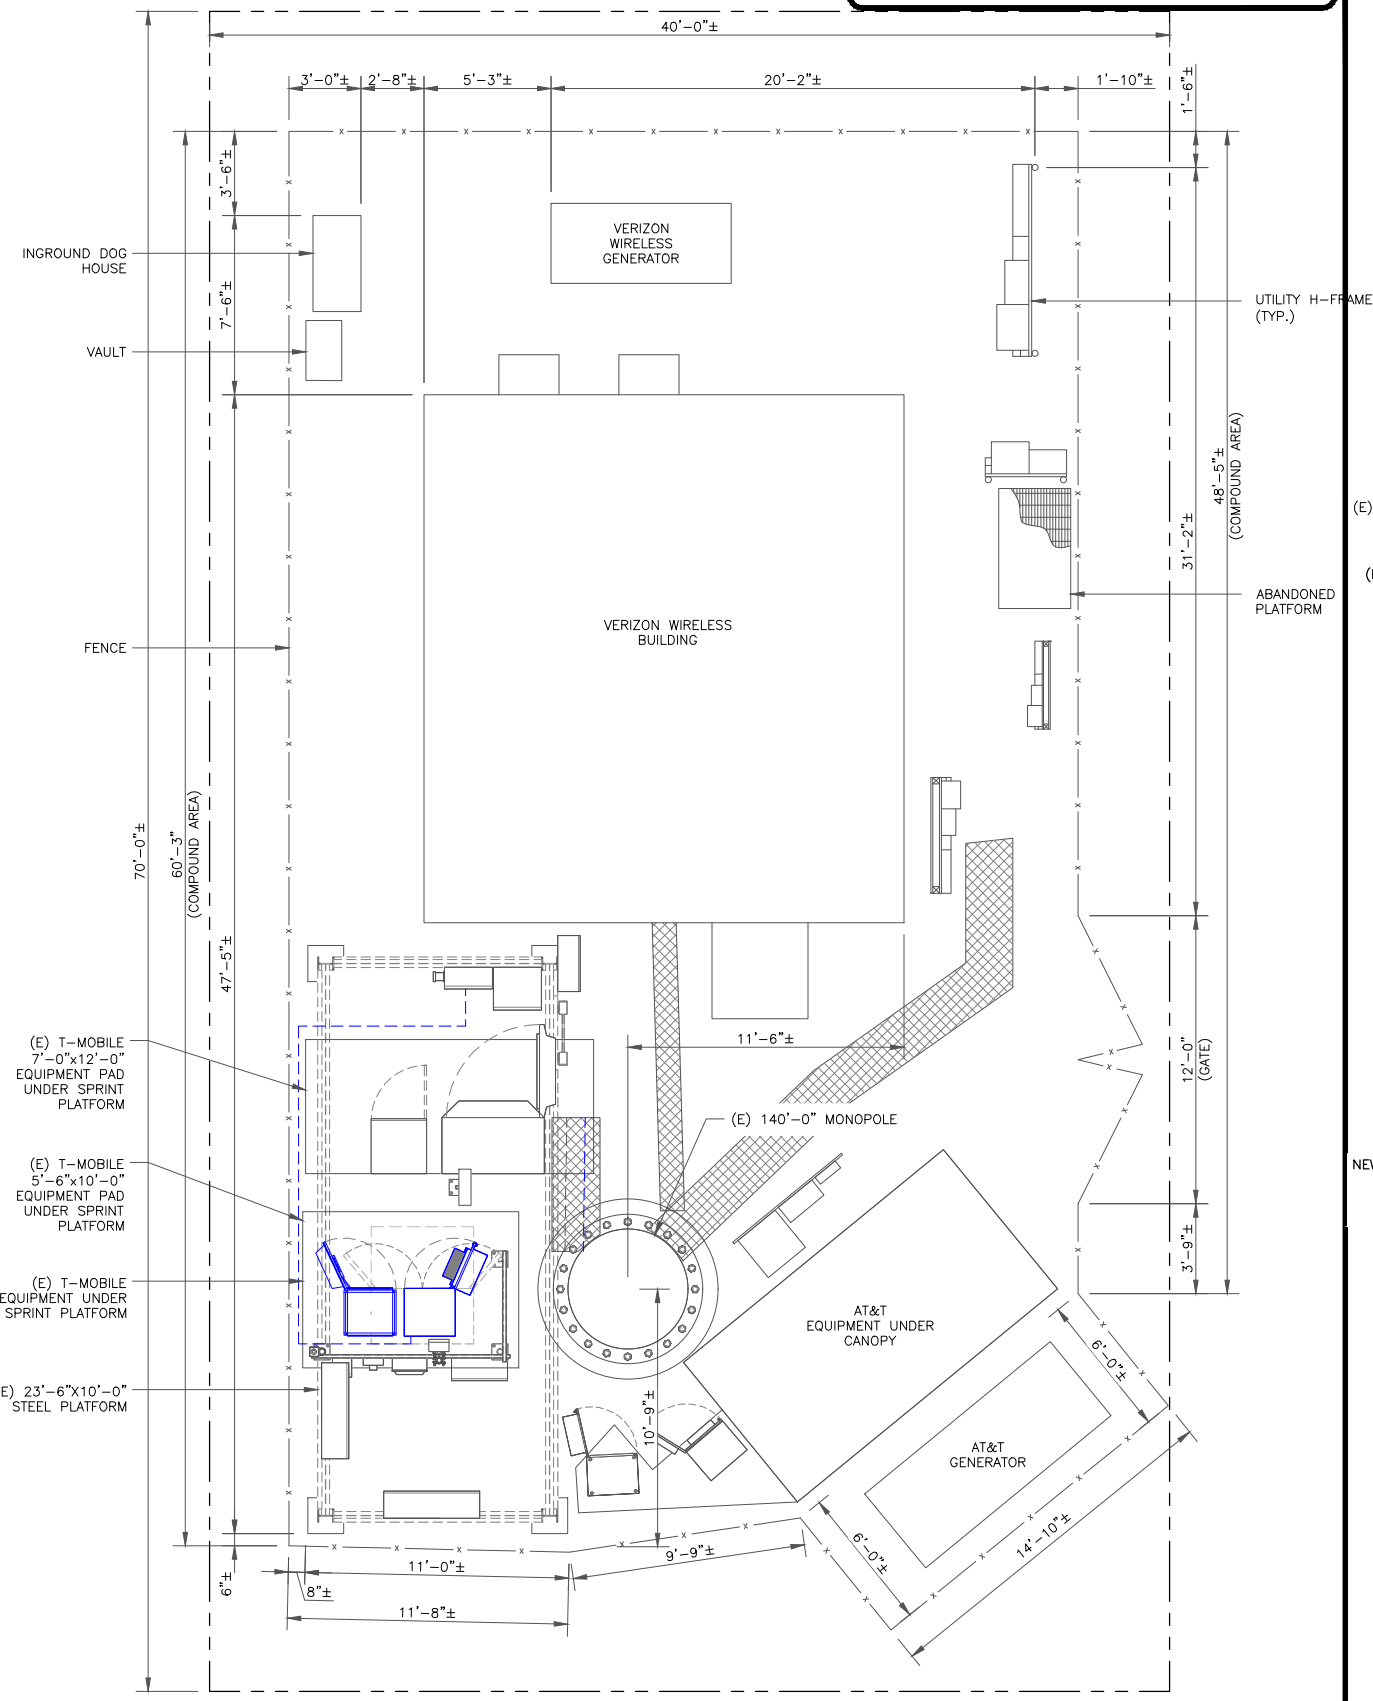 40'-0"±
3'-0"±
2'-8"±
5'-3"±
20'-2"±
1'-10"±
1'-6"±
3'-6"±
VERIZON
WIRELESS
GENERATOR
INGROUND DOG
HOUSE
7'-6"±
UTILITY H-FRAME
(TYP.)
VAULT
48'-5"±
(COMPOUND AREA)
31'-2"±
(E)
ABANDONED
PLATFORM
VERIZON WIRELESS
BUILDING
FENCE
70'-0"±
60'-3"
(COMPOUND AREA)
47'-5"±
(E) T-MOBILE
7'-0"x12'-0"
EQUIPMENT PAD
UNDER SPRINT
PLATFORM
11'-6"±
12'-0"
(GATE)
(E) 140'-0" MONOPOLE
(E) T-MOBILE
5'-6"x10'-0"
EQUIPMENT PAD
UNDER SPRINT
PLATFORM
3'-9"±
(E) T-MOBILE
EQUIPMENT UNDER
SPRINT PLATFORM
AT&T
EQUIPMENT UNDER
CANOPY
6'-0"±
E) 23'-6"X10'-0"
STEEL PLATFORM
10'-9"±
AT&T
GENERATOR
6'-0"±
14'-10"±
9'-9"±
11'-0"±
6"±
8"±
11'-8"±